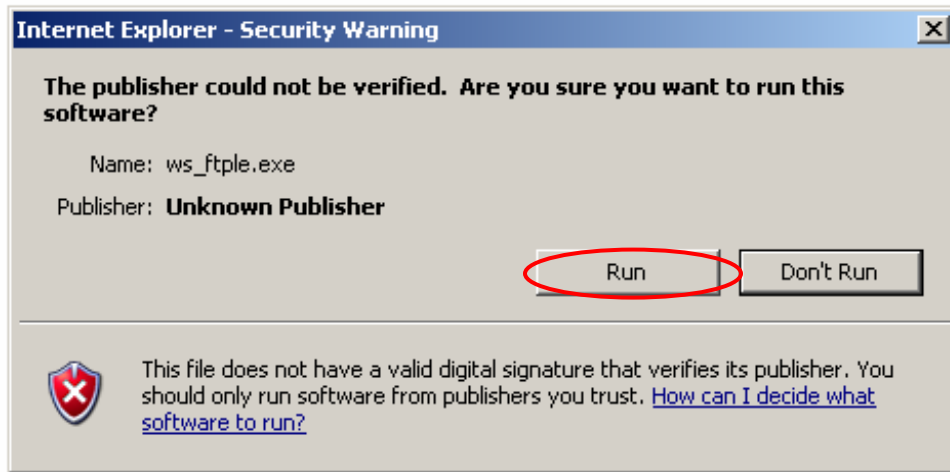 Internet Explorer - Security Warning
The publisher could not be verified.  Are you sure you want to run this
software?
Name: ws_ftple.exe
Publisher: Unknown Publisher
Run
Don't Run
This file does not have a valid digital signature that verifies its publisher. You
should only run software from publishers you trust. How can I decide what
software to run?